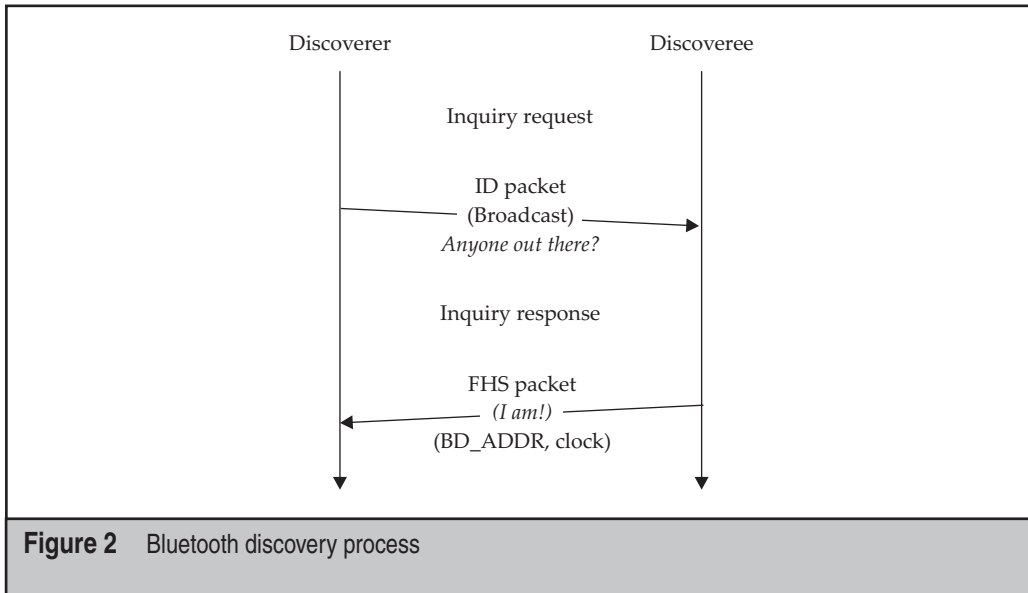 Discoverer Discoveree
Inquiry request
ID packet
(Broadcast)
Anyone out there?
Inquiry response
FHS packet
(I am!)
(BD_ADDR, clock)
Figure 2 Bluetooth discovery process